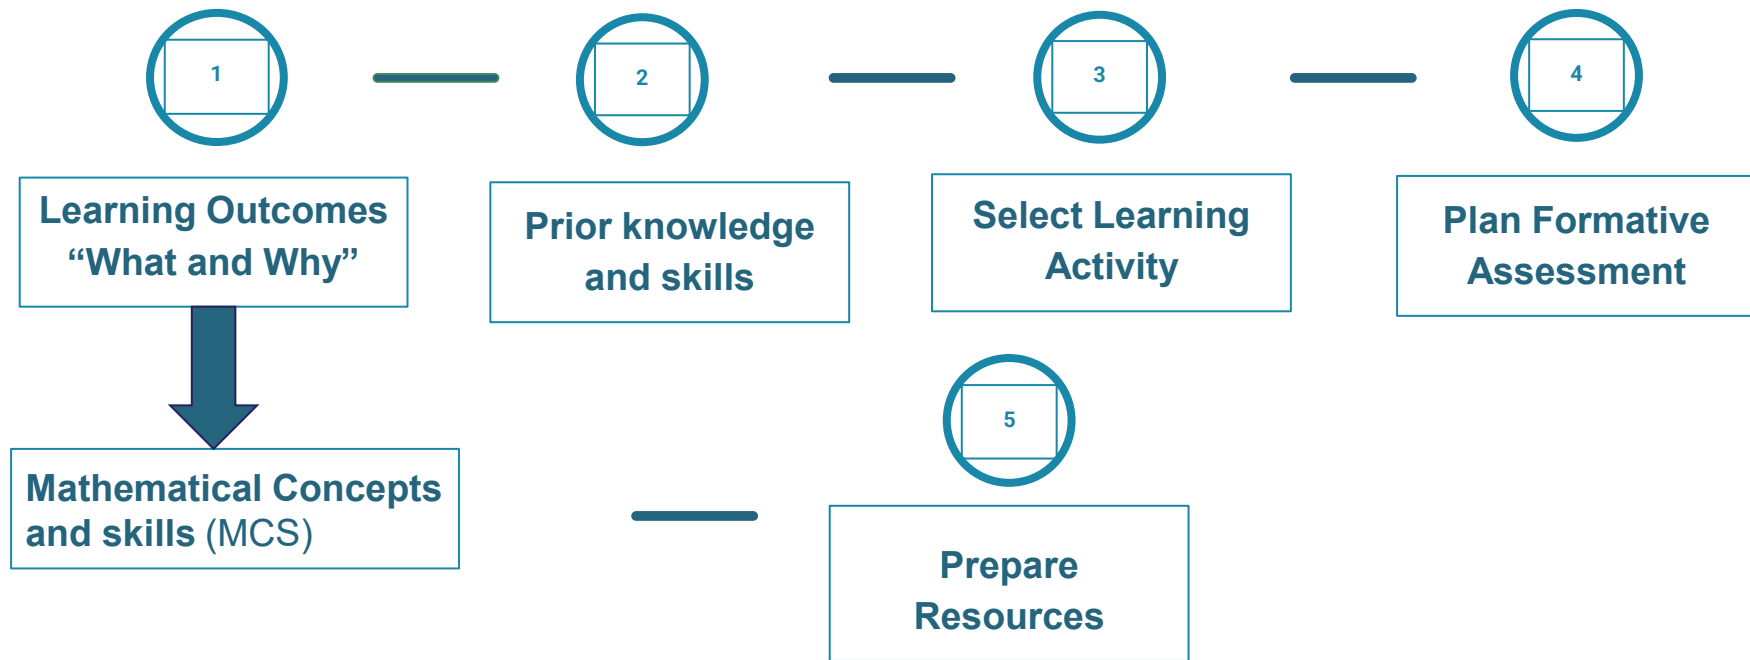 1
2
3
4
Learning Outcomes
“What and Why”
Prior knowledge
and skills
Select Learning
Activity
Plan Formative
Assessment
Mathematical Concepts
and skills (MCS)
5
Prepare
Resources